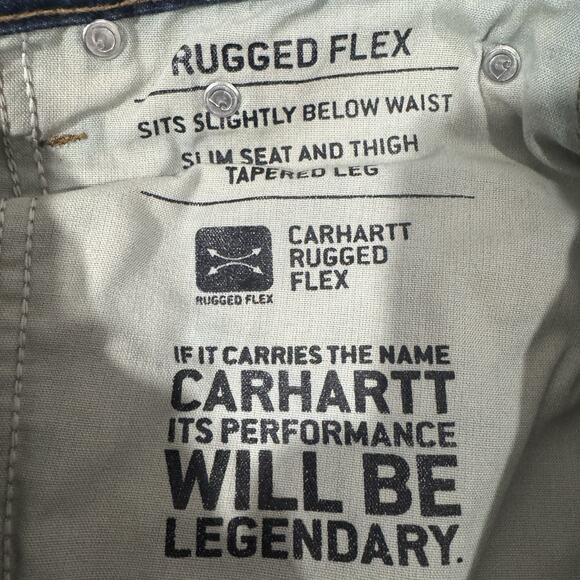 RUGGED FLEX
SITS SLIGHTLY BELOW WAIST
SLIM SEAT AND THIGH
TAPERED LEG
CARHARTT
RUGGED
FLEX
RUGGED FLEX
IF IT CARRIES THE NAME
CARHARTT
ITS PERFORMANCE
WILL BE
LEGENDARY.